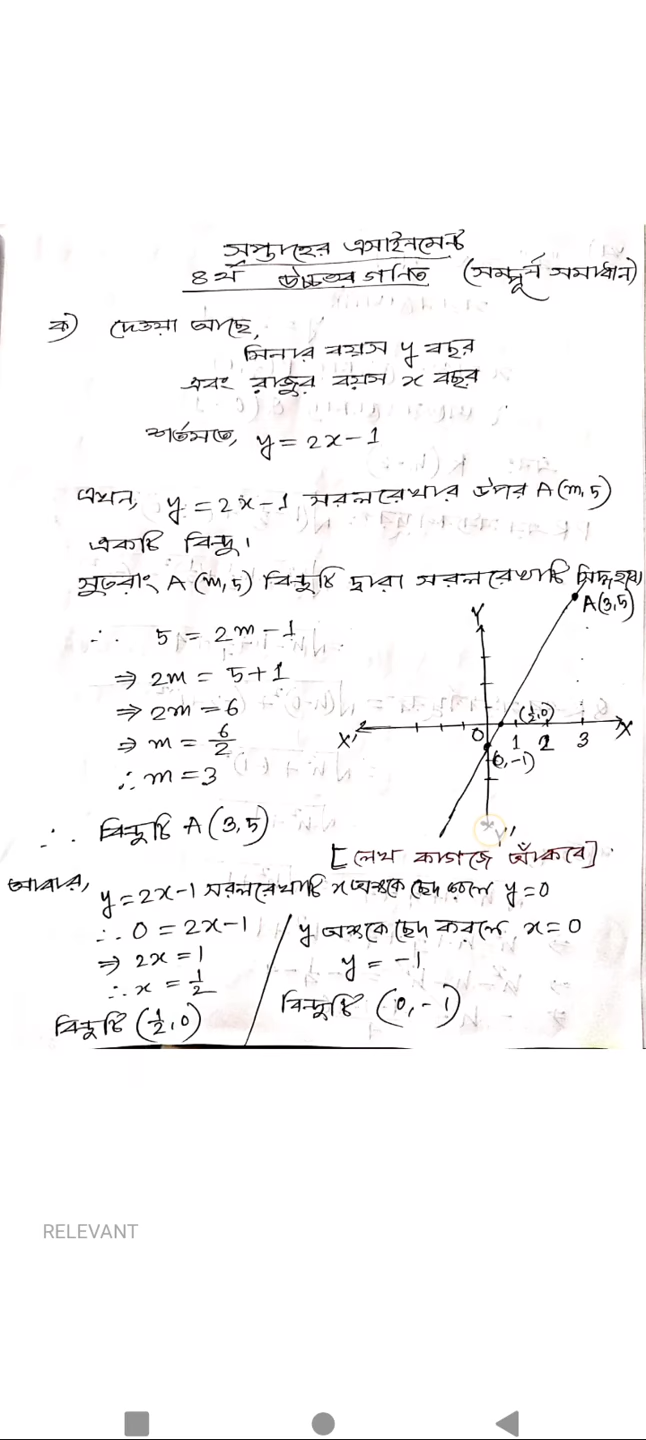 সপ্তাহের এসাইনমেন্ট
৪র্থ উচ্চতর গণিত (সম্পূর্ণ সমাধান)
ক) দেওয়া আছে,
মিনার বয়স y বছর
এবং রাজুর বয়স x বছর
শর্তমতে, y = 2x-1
এখন, y = 2x-1 সরলরেখার উপর A(m,5)
একটি বিন্দু।
সুতরাং A(m,5) বিন্দুটি দ্বারা সরলরেখাটি সিদ্ধ হবে
∴ 5 = 2m-1
⇒ 2m = 5+1
⇒ 2m = 6
⇒ m = 6/2
∴ m = 3
∴ বিন্দুটি A(3,5)
Y
A(3,5)
X' O (1/2,0) 1 2 3 X
(0,-1)
Y'
[লেখ কাগজে আঁকবে]
আবার, y=2x-1 সরলরেখাটি x অক্ষকে ছেদ হলে y=0
∴ 0 = 2x-1
⇒ 2x = 1
∴ x = 1/2
বিন্দুটি (1/2,0)
y অক্ষকে ছেদ করলে x=0
y = -1
বিন্দুটি (0,-1)
RELEVANT